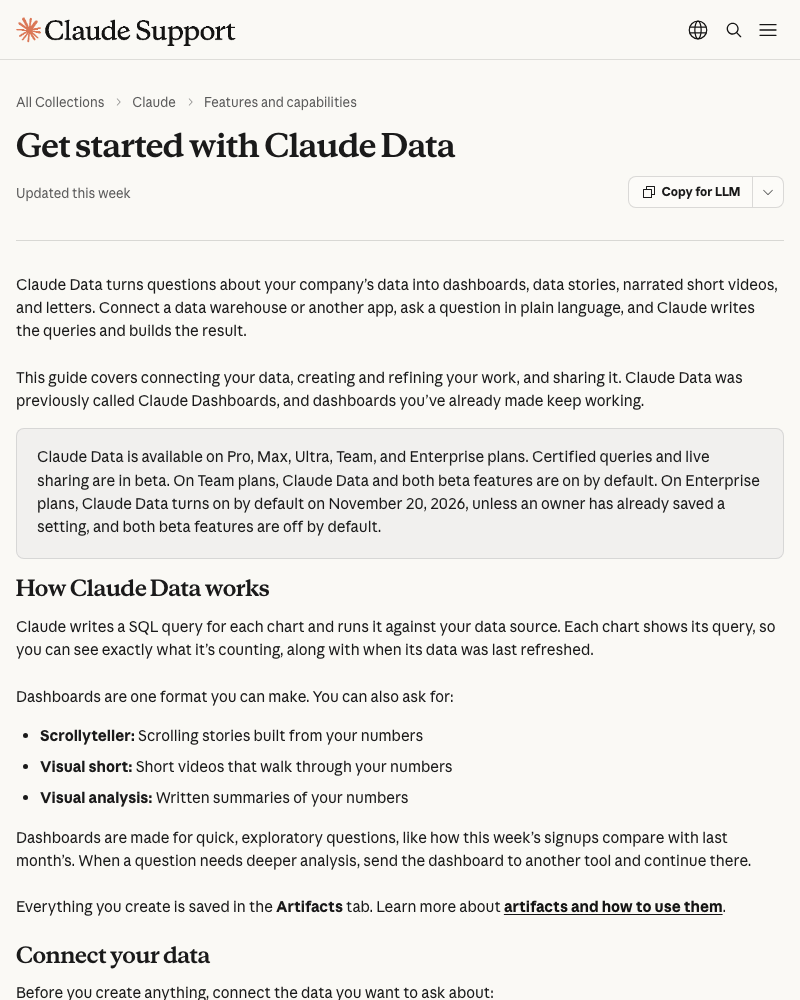 Claude Support
All Collections > Claude > Features and capabilities
Get started with Claude Data
Updated this week
Copy for LLM
Claude Data turns questions about your company’s data into dashboards, data stories, narrated short videos,
and letters. Connect a data warehouse or another app, ask a question in plain language, and Claude writes
the queries and builds the result.
This guide covers connecting your data, creating and refining your work, and sharing it. Claude Data was
previously called Claude Dashboards, and dashboards you’ve already made keep working.
Claude Data is available on Pro, Max, Ultra, Team, and Enterprise plans. Certified queries and live
sharing are in beta. On Team plans, Claude Data and both beta features are on by default. On Enterprise
plans, Claude Data turns on by default on November 20, 2026, unless an owner has already saved a
setting, and both beta features are off by default.
How Claude Data works
Claude writes a SQL query for each chart and runs it against your data source. Each chart shows its query, so
you can see exactly what it’s counting, along with when its data was last refreshed.
Dashboards are one format you can make. You can also ask for:
• Scrollyteller: Scrolling stories built from your numbers
• Visual short: Short videos that walk through your numbers
• Visual analysis: Written summaries of your numbers
Dashboards are made for quick, exploratory questions, like how this week’s signups compare with last
month’s. When a question needs deeper analysis, send the dashboard to another tool and continue there.
Everything you create is saved in the Artifacts tab. Learn more about artifacts and how to use them.
Connect your data
Before you create anything, connect the data you want to ask about: